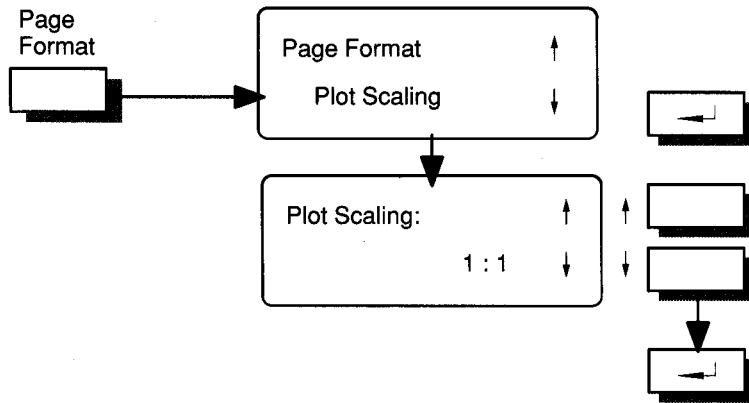 Page
Format
Page Format
Plot Scaling
Plot Scaling:
1 : 1